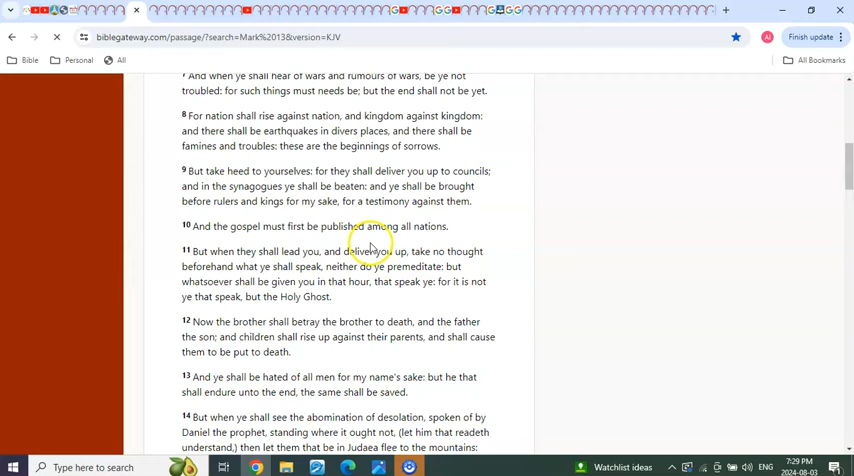 biblegateway.com/passage/?search=Mark%2013&version=KJV
AI
Finish update
Bible
Personal
All
All Bookmarks
7 And when ye shall hear of wars and rumours of wars, be ye not
troubled: for such things must needs be; but the end shall not be yet.
8 For nation shall rise against nation, and kingdom against kingdom:
and there shall be earthquakes in divers places, and there shall be
famines and troubles: these are the beginnings of sorrows.
9 But take heed to yourselves: for they shall deliver you up to councils;
and in the synagogues ye shall be beaten: and ye shall be brought
before rulers and kings for my sake, for a testimony against them.
10 And the gospel must first be published among all nations.
11 But when they shall lead you, and deliver you up, take no thought
beforehand what ye shall speak, neither do ye premeditate: but
whatsoever shall be given you in that hour, that speak ye: for it is not
ye that speak, but the Holy Ghost.
12 Now the brother shall betray the brother to death, and the father
the son; and children shall rise up against their parents, and shall cause
them to be put to death.
13 And ye shall be hated of all men for my name's sake: but he that
shall endure unto the end, the same shall be saved.
14 But when ye shall see the abomination of desolation, spoken of by
Daniel the prophet, standing where it ought not, (let him that readeth
understand,) then let them that be in Judaea flee to the mountains:
Type here to search
Watchlist ideas
ENG
7:29 PM
2024-08-03